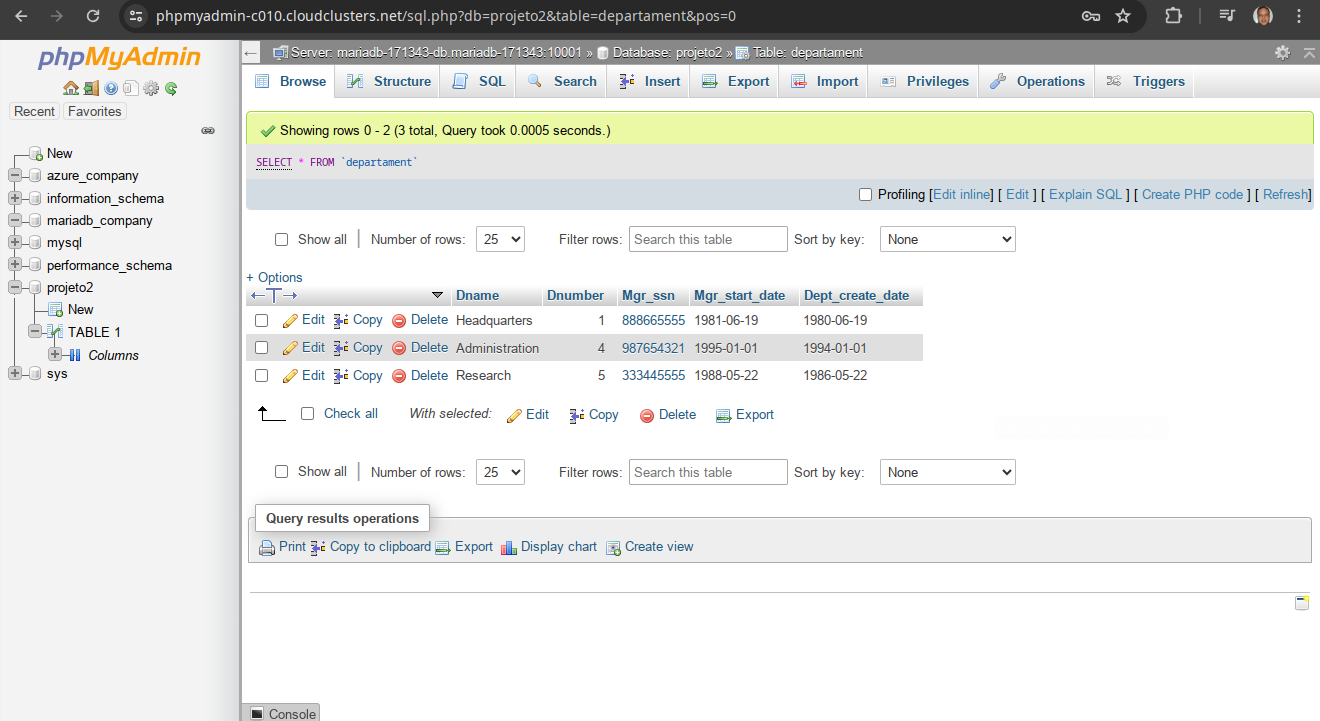 phpmyadmin-c010.cloudclusters.net/sql.php?db=projeto2&table=departament&pos=0
phpMyAdmin
Recent Favorites
New
azure_company
information_schema
mariadb_company
mysql
performance_schema
projeto2
New
TABLE 1
Columns
sys
Server: mariadb-171343-db.mariadb-171343:10001 » Database: projeto2 » Table: departament
Browse Structure SQL Search Insert Export Import Privileges Operations Triggers
Showing rows 0 - 2 (3 total, Query took 0.0005 seconds.)
SELECT * FROM `departament`
Profiling [Edit inline] [ Edit ] [ Explain SQL ] [ Create PHP code ] [ Refresh]
Show all Number of rows: 25 Filter rows: Search this table Sort by key: None
+ Options
←T→ Dname Dnumber Mgr_ssn Mgr_start_date Dept_create_date
Edit Copy Delete Headquarters 1 888665555 1981-06-19 1980-06-19
Edit Copy Delete Administration 4 987654321 1995-01-01 1994-01-01
Edit Copy Delete Research 5 333445555 1988-05-22 1986-05-22
Check all With selected: Edit Copy Delete Export
Show all Number of rows: 25 Filter rows: Search this table Sort by key: None
Query results operations
Print Copy to clipboard Export Display chart Create view
Console